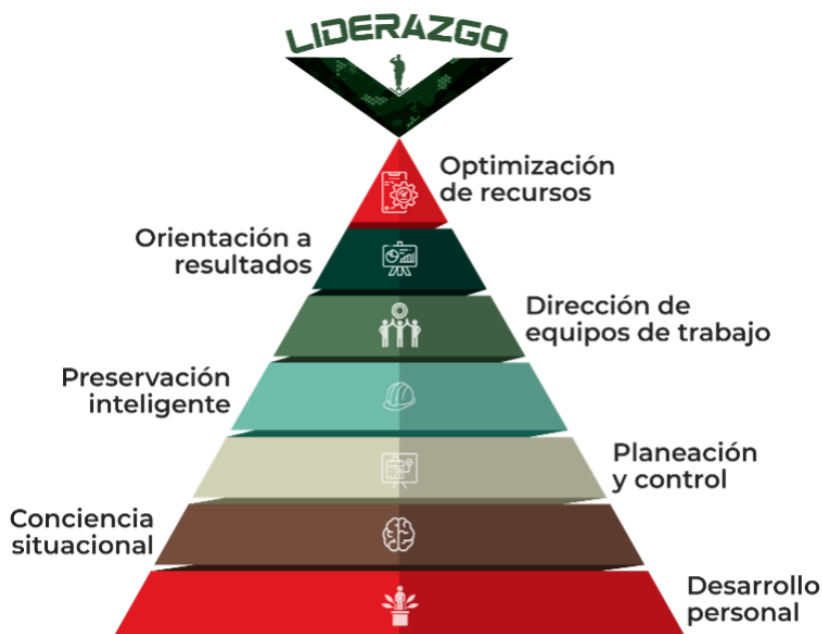 LIDERAZGO
Optimización
de recursos
Orientación a
resultados
Dirección de
equipos de trabajo
Preservación
inteligente
Planeación
y control
Conciencia
situacional
Desarrollo
personal